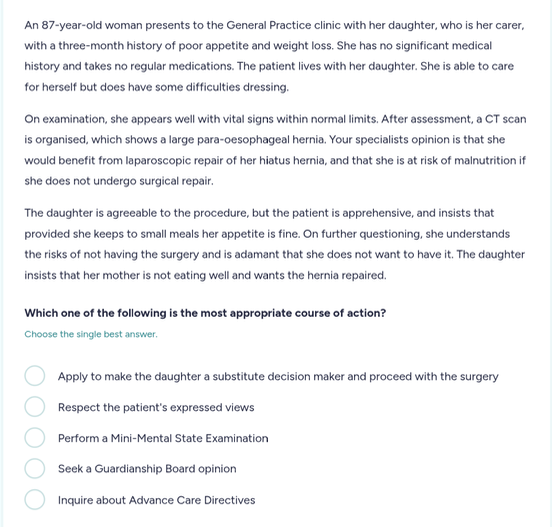 An 87-year-old woman presents to the General Practice clinic with her daughter, who is her carer,
with a three-month history of poor appetite and weight loss. She has no significant medical
history and takes no regular medications. The patient lives with her daughter. She is able to care
for herself but does have some difficulties dressing.
On examination, she appears well with vital signs within normal limits. After assessment, a CT scan
is organised, which shows a large para-oesophageal hernia. Your specialists opinion is that she
would benefit from laparoscopic repair of her hiatus hernia, and that she is at risk of malnutrition if
she does not undergo surgical repair.
The daughter is agreeable to the procedure, but the patient is apprehensive, and insists that
provided she keeps to small meals her appetite is fine. On further questioning, she understands
the risks of not having the surgery and is adamant that she does not want to have it. The daughter
insists that her mother is not eating well and wants the hernia repaired.
Which one of the following is the most appropriate course of action?
Choose the single best answer.
Apply to make the daughter a substitute decision maker and proceed with the surgery
Respect the patient's expressed views
Perform a Mini-Mental State Examination
Seek a Guardianship Board opinion
Inquire about Advance Care Directives